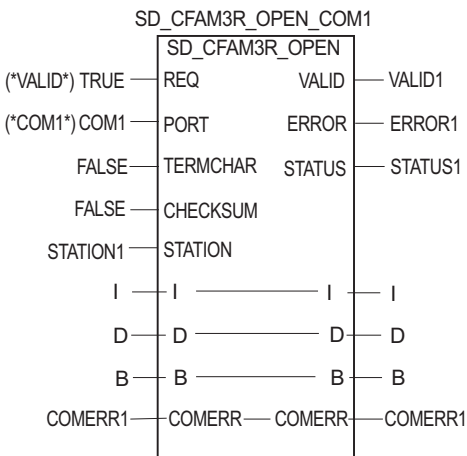 SD_CFAM3R_OPEN_COM1
SD_CFAM3R_OPEN
(*VALID*) TRUE REQ VALID VALID1
(*COM1*) COM1 PORT ERROR ERROR1
FALSE TERMCHAR STATUS STATUS1
FALSE CHECKSUM
STATION1 STATION
I I I I
D D D D
B B B B
COMERR1 COMERR COMERR COMERR1